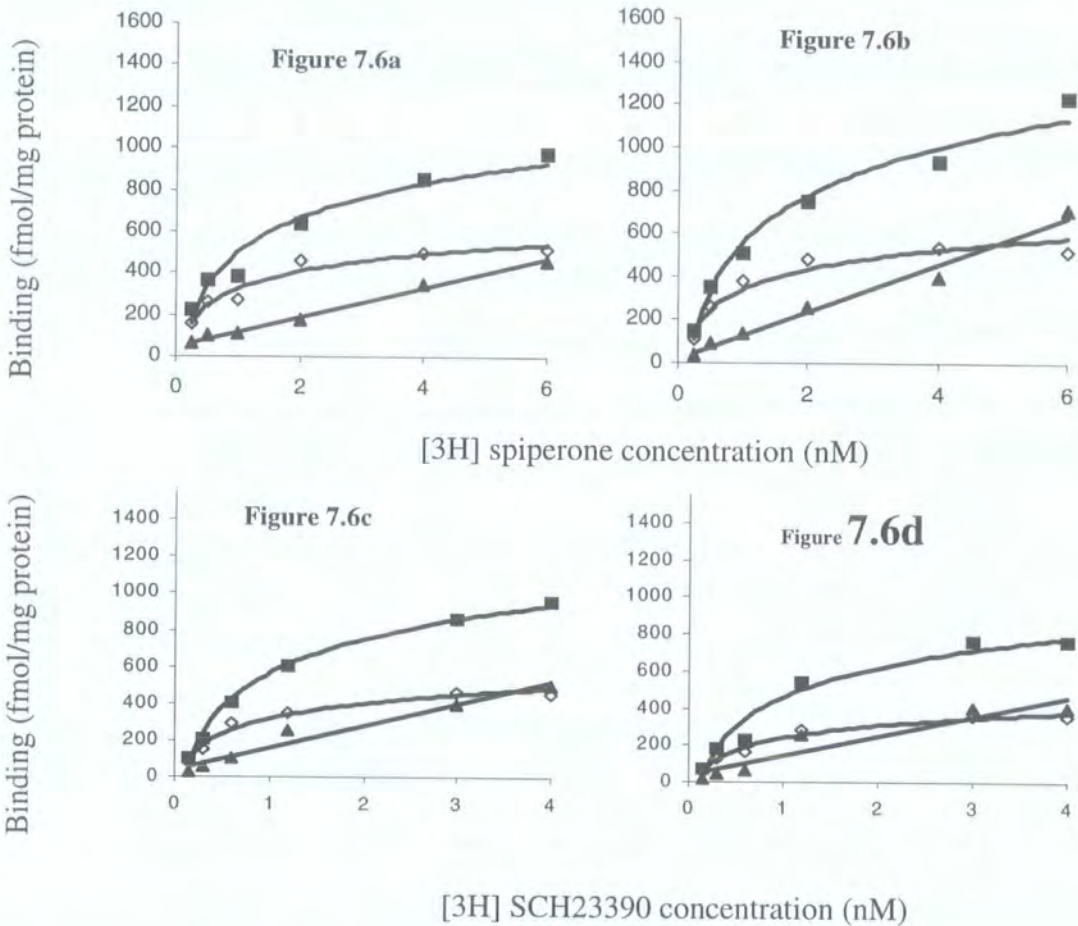 Binding (fmol/mg protein)
Figure 7.6a
1600
1400
1200
1000
800
600
400
200
0
0 2 4 6
Figure 7.6b
1600
1400
1200
1000
800
600
400
200
0
0 2 4 6
[3H] spiperone concentration (nM)
Binding (fmol/mg protein)
Figure 7.6c
1400
1200
1000
800
600
400
200
0
0 1 2 3 4
Figure 7.6d
1400
1200
1000
800
600
400
200
0
0 1 2 3 4
[3H] SCH23390 concentration (nM)